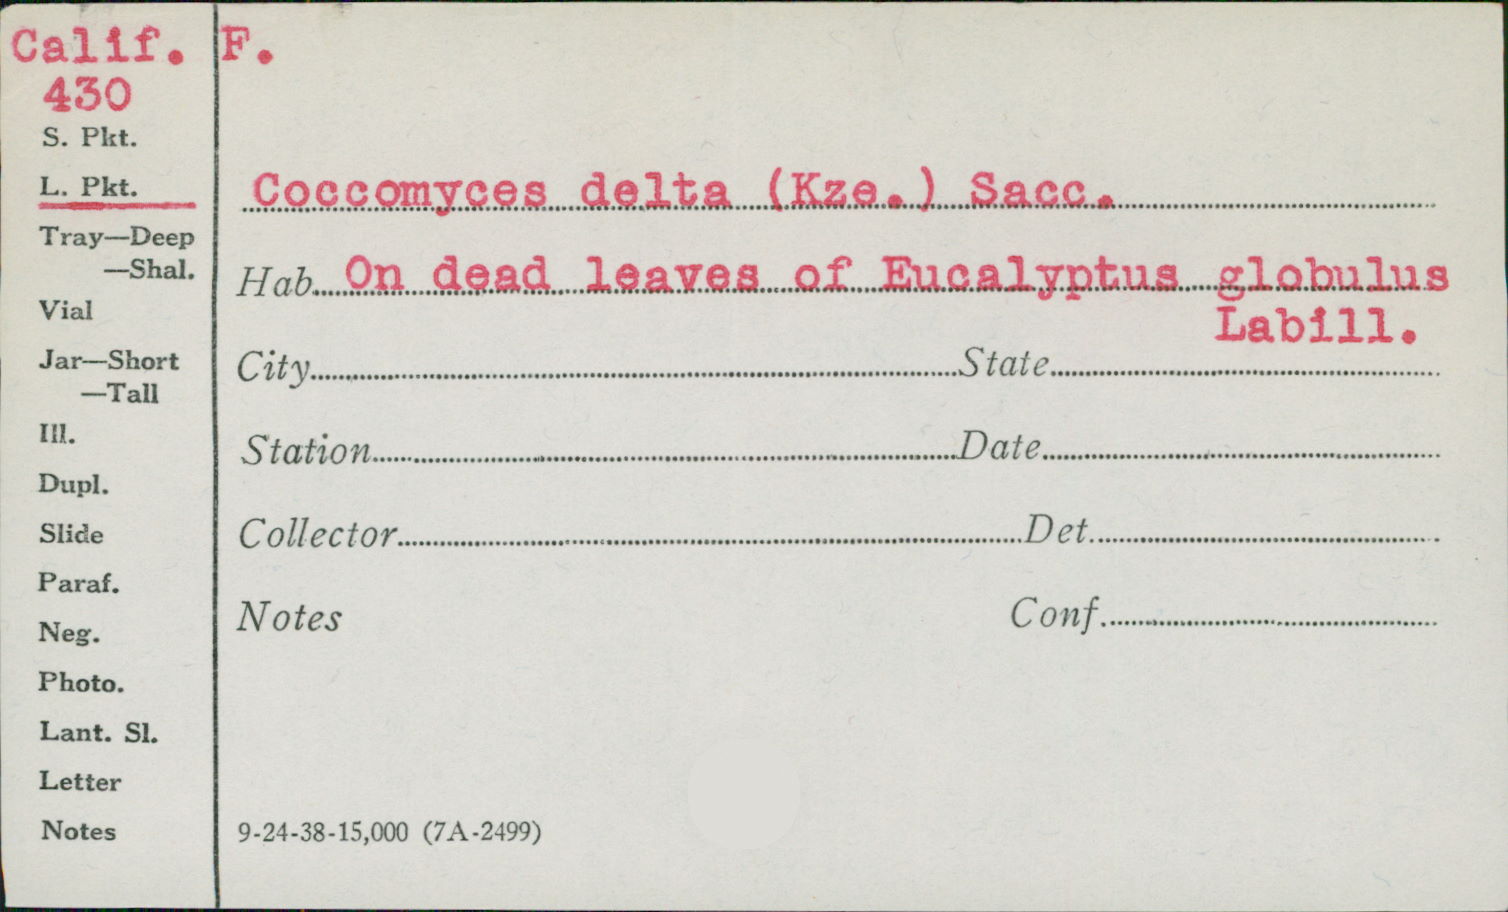 Calif. F.
430
S. Pkt.
L. Pkt.
Coccomyces delta (Kze.) Sacc.
Tray—Deep
—Shal.
Hab. On dead leaves of Eucalyptus globulus
Labill.
Vial
Jar—Short
—Tall
City State
Ill.
Station Date
Dupl.
Slide
Collector Det.
Paraf.
Neg.
Notes Conf.
Photo.
Lant. Sl.
Letter
Notes
9-24-38-15,000 (7A-2499)